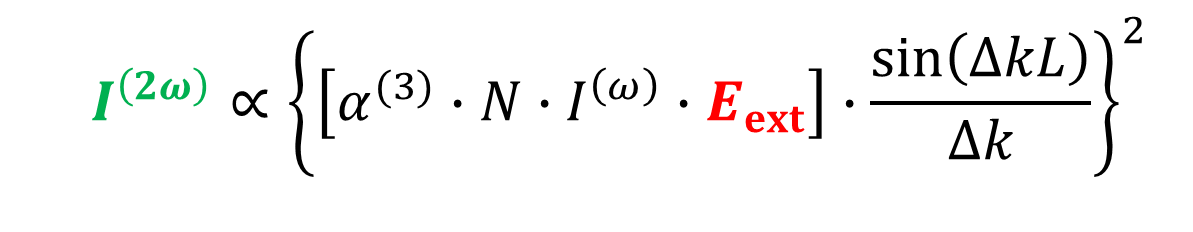 I^(2ω) ∝ {[α^(3) · N · I^(ω) · E_ext] · sin(ΔkL)/Δk}^2